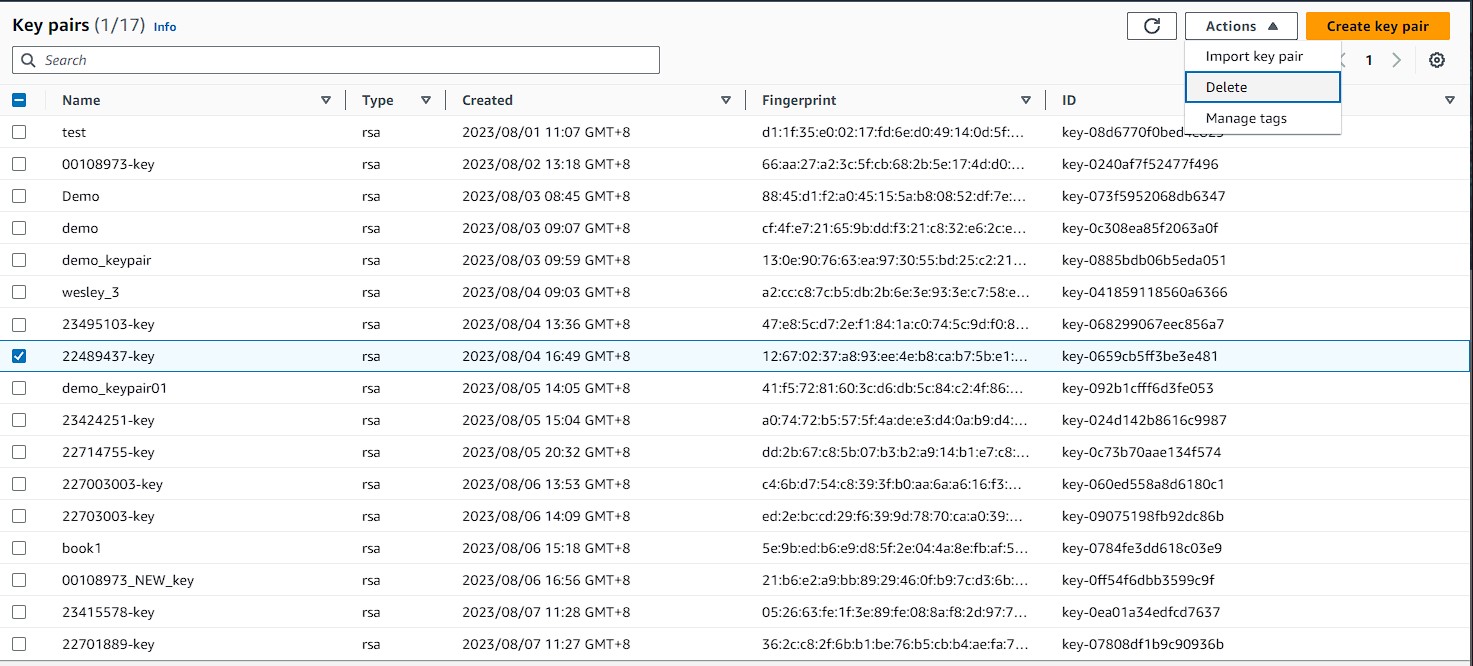 Key pairs (1/17) Info
Actions
Create key pair
Search
Import key pair
1
Delete
Manage tags
Name Type Created Fingerprint ID
test rsa 2023/08/01 11:07 GMT+8 d1:1f:35:e0:02:17:fd:6e:d0:49:14:0d:5f:...
00108973-key rsa 2023/08/02 13:18 GMT+8 66:aa:27:a2:3c:5f:cb:68:2b:5e:17:4d:d0:... key-0240af7f52477f496
Demo rsa 2023/08/03 08:45 GMT+8 88:45:d1:f2:a0:45:15:5a:b8:08:52:df:7e:... key-073f5952068db6347
demo rsa 2023/08/03 09:07 GMT+8 cf:4f:e7:21:65:9b:dd:f3:21:c8:32:e6:2c:e... key-0c308ea85f2063a0f
demo_keypair rsa 2023/08/03 09:59 GMT+8 13:0e:90:76:63:ea:97:30:55:bd:25:c2:21... key-0885bdb06b5eda051
wesley_3 rsa 2023/08/04 09:03 GMT+8 a2:cc:c8:7c:b5:db:2b:6e:3e:93:3e:c7:58:e... key-041859118560a6366
23495103-key rsa 2023/08/04 13:36 GMT+8 47:e8:5c:d7:2e:f1:84:1a:c0:74:5c:9d:f0:8... key-068299067eec856a7
22489437-key rsa 2023/08/04 16:49 GMT+8 12:67:02:37:a8:93:ee:4e:b8:ca:b7:5b:e1:... key-0659cb5ff3be3e481
demo_keypair01 rsa 2023/08/05 14:05 GMT+8 41:f5:72:81:60:3c:d6:db:5c:84:c2:4f:86:... key-092b1cfff6d3fe053
23424251-key rsa 2023/08/05 15:04 GMT+8 a0:74:72:b5:57:5f:4a:de:e3:d4:0a:b9:d4:... key-024d142b8616c9987
22714755-key rsa 2023/08/05 20:32 GMT+8 dd:2b:67:c8:5b:07:b3:b2:a9:14:b1:e7:c8:... key-0c73b70aae134f574
227003003-key rsa 2023/08/06 13:53 GMT+8 c4:6b:d7:54:c8:39:3f:b0:aa:6a:a6:16:f3:... key-060ed558a8d6180c1
22703003-key rsa 2023/08/06 14:09 GMT+8 ed:2e:bc:cd:29:f6:39:9d:78:70:ca:a0:39:... key-09075198fb92dc86b
book1 rsa 2023/08/06 15:18 GMT+8 5e:9b:ed:b6:e9:d8:5f:2e:04:4a:8e:fb:af:5... key-0784fe3dd618c03e9
00108973_NEW_key rsa 2023/08/06 16:56 GMT+8 21:b6:e2:a9:bb:89:29:46:0f:b9:7c:d3:6b:... key-0ff54f6dbb3599c9f
23415578-key rsa 2023/08/07 11:28 GMT+8 05:26:63:fe:1f:3e:89:fe:08:8a:f8:2d:97:7... key-0ea01a34edfcd7637
22701889-key rsa 2023/08/07 11:27 GMT+8 36:2c:c8:2f:6b:b1:be:76:b5:cb:b4:ae:fa:7... key-07808df1b9c90936b